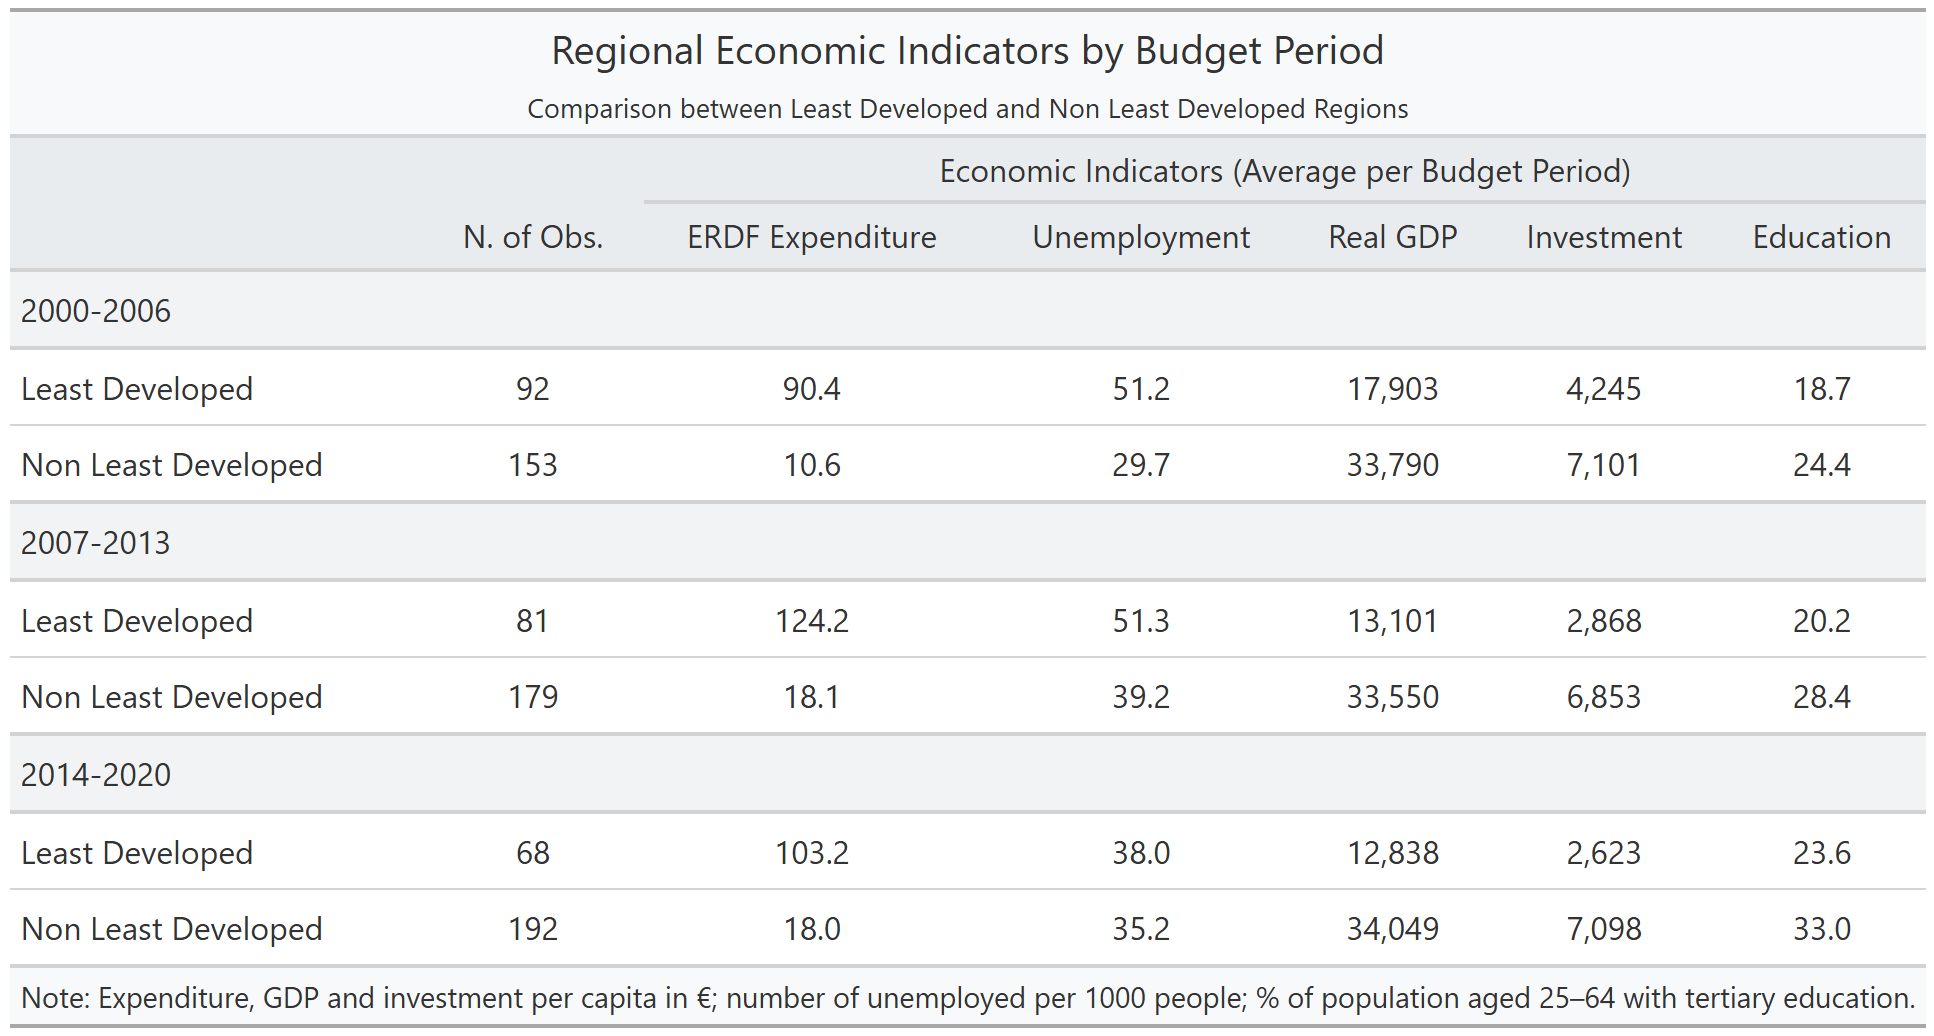 Regional Economic Indicators by Budget Period
Comparison between Least Developed and Non Least Developed Regions
Economic Indicators (Average per Budget Period)
N. of Obs. ERDF Expenditure Unemployment Real GDP Investment Education
2000-2006
Least Developed 92 90.4 51.2 17,903 4,245 18.7
Non Least Developed 153 10.6 29.7 33,790 7,101 24.4
2007-2013
Least Developed 81 124.2 51.3 13,101 2,868 20.2
Non Least Developed 179 18.1 39.2 33,550 6,853 28.4
2014-2020
Least Developed 68 103.2 38.0 12,838 2,623 23.6
Non Least Developed 192 18.0 35.2 34,049 7,098 33.0
Note: Expenditure, GDP and investment per capita in €; number of unemployed per 1000 people; % of population aged 25–64 with tertiary education.